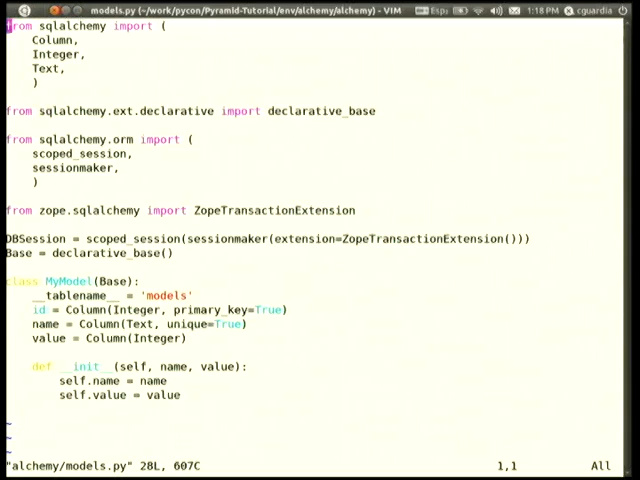 models.py (~/work/pycon/Pyramid-Tutorial/env/alchemy/alchemy) - VIM
Esp
1:18 PM
cguardia
from sqlalchemy import (
    Column,
    Integer,
    Text,
    )

from sqlalchemy.ext.declarative import declarative_base

from sqlalchemy.orm import (
    scoped_session,
    sessionmaker,
    )

from zope.sqlalchemy import ZopeTransactionExtension

DBSession = scoped_session(sessionmaker(extension=ZopeTransactionExtension()))
Base = declarative_base()

class MyModel(Base):
    __tablename__ = 'models'
    id = Column(Integer, primary_key=True)
    name = Column(Text, unique=True)
    value = Column(Integer)

    def __init__(self, name, value):
        self.name = name
        self.value = value

~
~
~
"alchemy/models.py" 28L, 607C 1,1 All